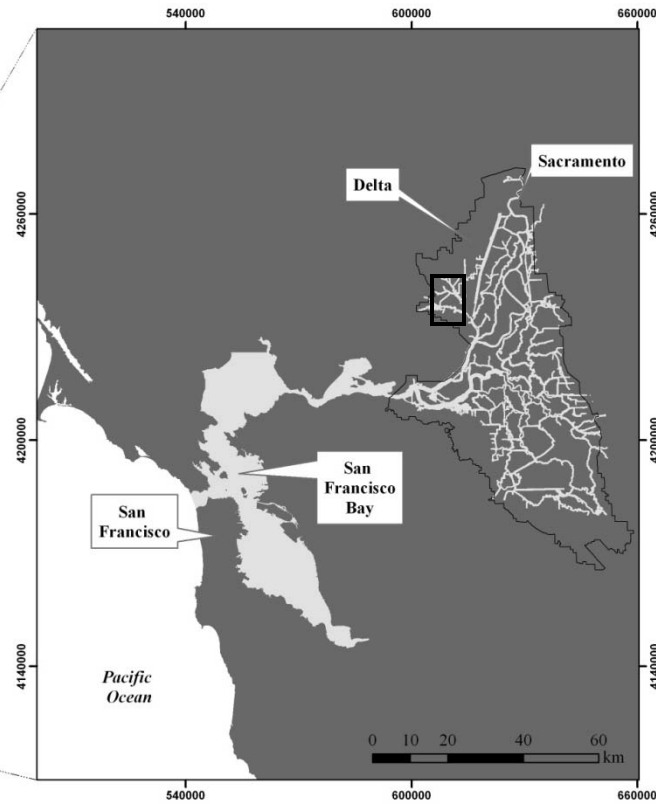 540000 600000 660000
Sacramento
Delta
4260000 4260000
4200000 4200000
San
Francisco
Bay
San
Francisco
4140000 4140000
Pacific
Ocean
0 10 20 40 60
km
540000 600000 660000